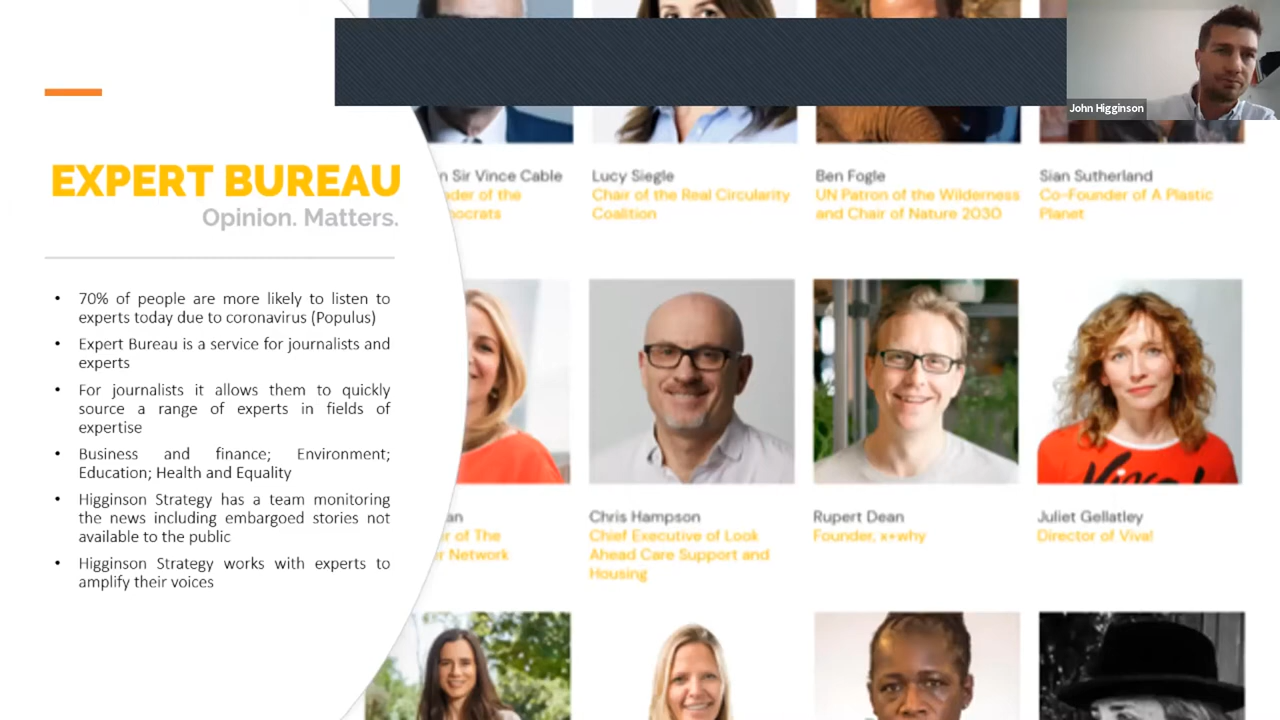 John Higginson
EXPERT BUREAU
Opinion. Matters.
• 70% of people are more likely to listen to
experts today due to coronavirus (Populus)
• Expert Bureau is a service for journalists and
experts
• For journalists it allows them to quickly
source a range of experts in fields of
expertise
• Business and finance; Environment;
Education; Health and Equality
• Higginson Strategy has a team monitoring
the news including embargoed stories not
available to the public
• Higginson Strategy works with experts to
amplify their voices
Sir Vince Cable
Lucy Siegle
Chair of the Real Circularity
Coalition
Ben Fogle
UN Patron of the Wilderness
and Chair of Nature 2030
Sian Sutherland
Co-Founder of A Plastic
Planet
of The
Network
Chris Hampson
Chief Executive of Look
Ahead Care Support and
Housing
Rupert Dean
Founder, x+why
Juliet Gellatley
Director of Viva!